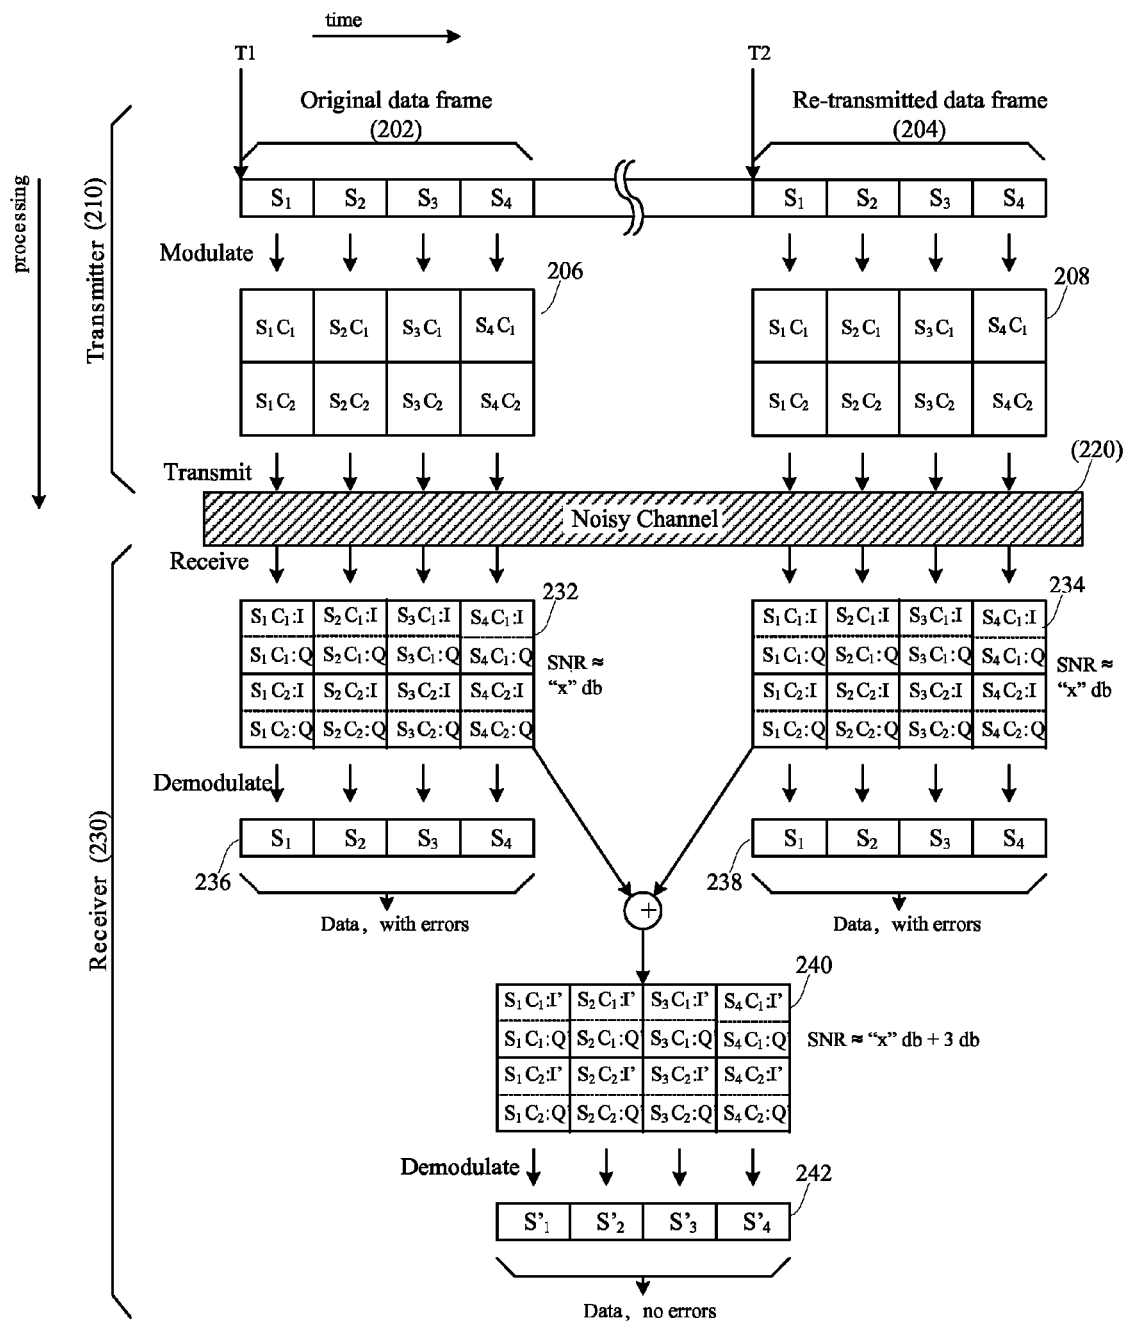 time
T1
T2
Original data frame
(202)
Re-transmitted data frame
(204)
processing
Transmitter (210)
S1 S2 S3 S4
S1 S2 S3 S4
Modulate
206
208
S1C1 S2C1 S3C1 S4C1
S1C2 S2C2 S3C2 S4C2
S1C1 S2C1 S3C1 S4C1
S1C2 S2C2 S3C2 S4C2
Transmit
(220)
Noisy Channel
Receive
Receiver (230)
232
234
S1C1:I S2C1:I S3C1:I S4C1:I
S1C1:Q S2C1:Q S3C1:Q S4C1:Q
S1C2:I S2C2:I S3C2:I S4C2:I
S1C2:Q S2C2:Q S3C2:Q S4C2:Q
SNR ≈
“x” db
S1C1:I S2C1:I S3C1:I S4C1:I
S1C1:Q S2C1:Q S3C1:Q S4C1:Q
S1C2:I S2C2:I S3C2:I S4C2:I
S1C2:Q S2C2:Q S3C2:Q S4C2:Q
SNR ≈
“x” db
Demodulate
S1 S2 S3 S4
S1 S2 S3 S4
236
238
Data, with errors
+
Data, with errors
240
S1C1:I’ S2C1:I’ S3C1:I’ S4C1:I’
S1C1:Q’ S2C1:Q’ S3C1:Q’ S4C1:Q’
S1C2:I’ S2C2:I’ S3C2:I’ S4C2:I’
S1C2:Q’ S2C2:Q’ S3C2:Q’ S4C2:Q’
SNR ≈ “x” db + 3 db
Demodulate
242
S’1 S’2 S’3 S’4
Data, no errors